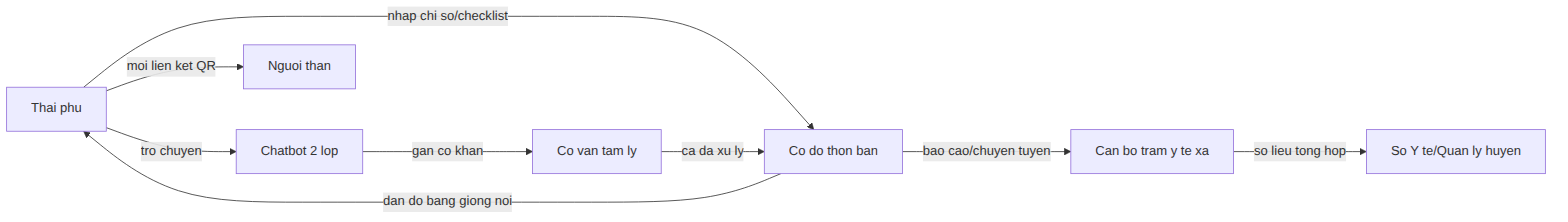 nhap chi so/checklist
moi lien ket QR
Nguoi than
Thai phu
tro chuyen
Chatbot 2 lop
gan co khan
Co van tam ly
ca da xu ly
Co do thon ban
bao cao/chuyen tuyen
Can bo tram y te xa
so lieu tong hop
So Y te/Quan ly huyen
dan do bang giong noi